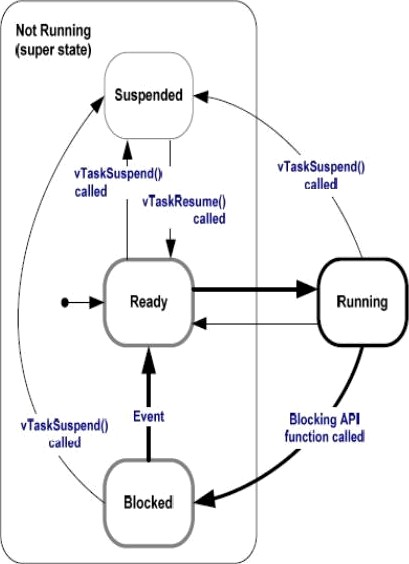 Not Running
(super state)
Suspended
vTaskSuspend()
called
vTaskSuspend()
called
vTaskResume()
called
Ready
Running
Event
vTaskSuspend()
called
Blocking API
function called
Blocked